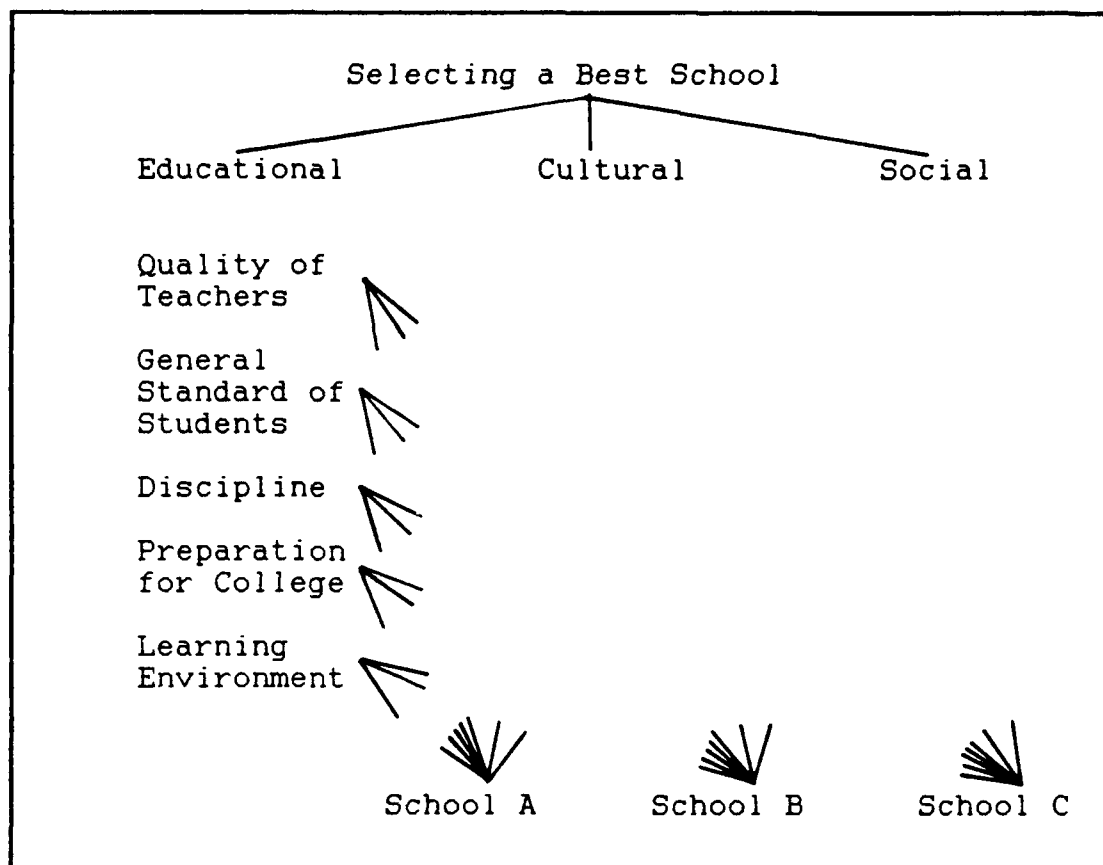 Selecting a Best School
Educational Cultural Social
Quality of
Teachers
General
Standard of
Students
Discipline
Preparation
for College
Learning
Environment
School A School B School C